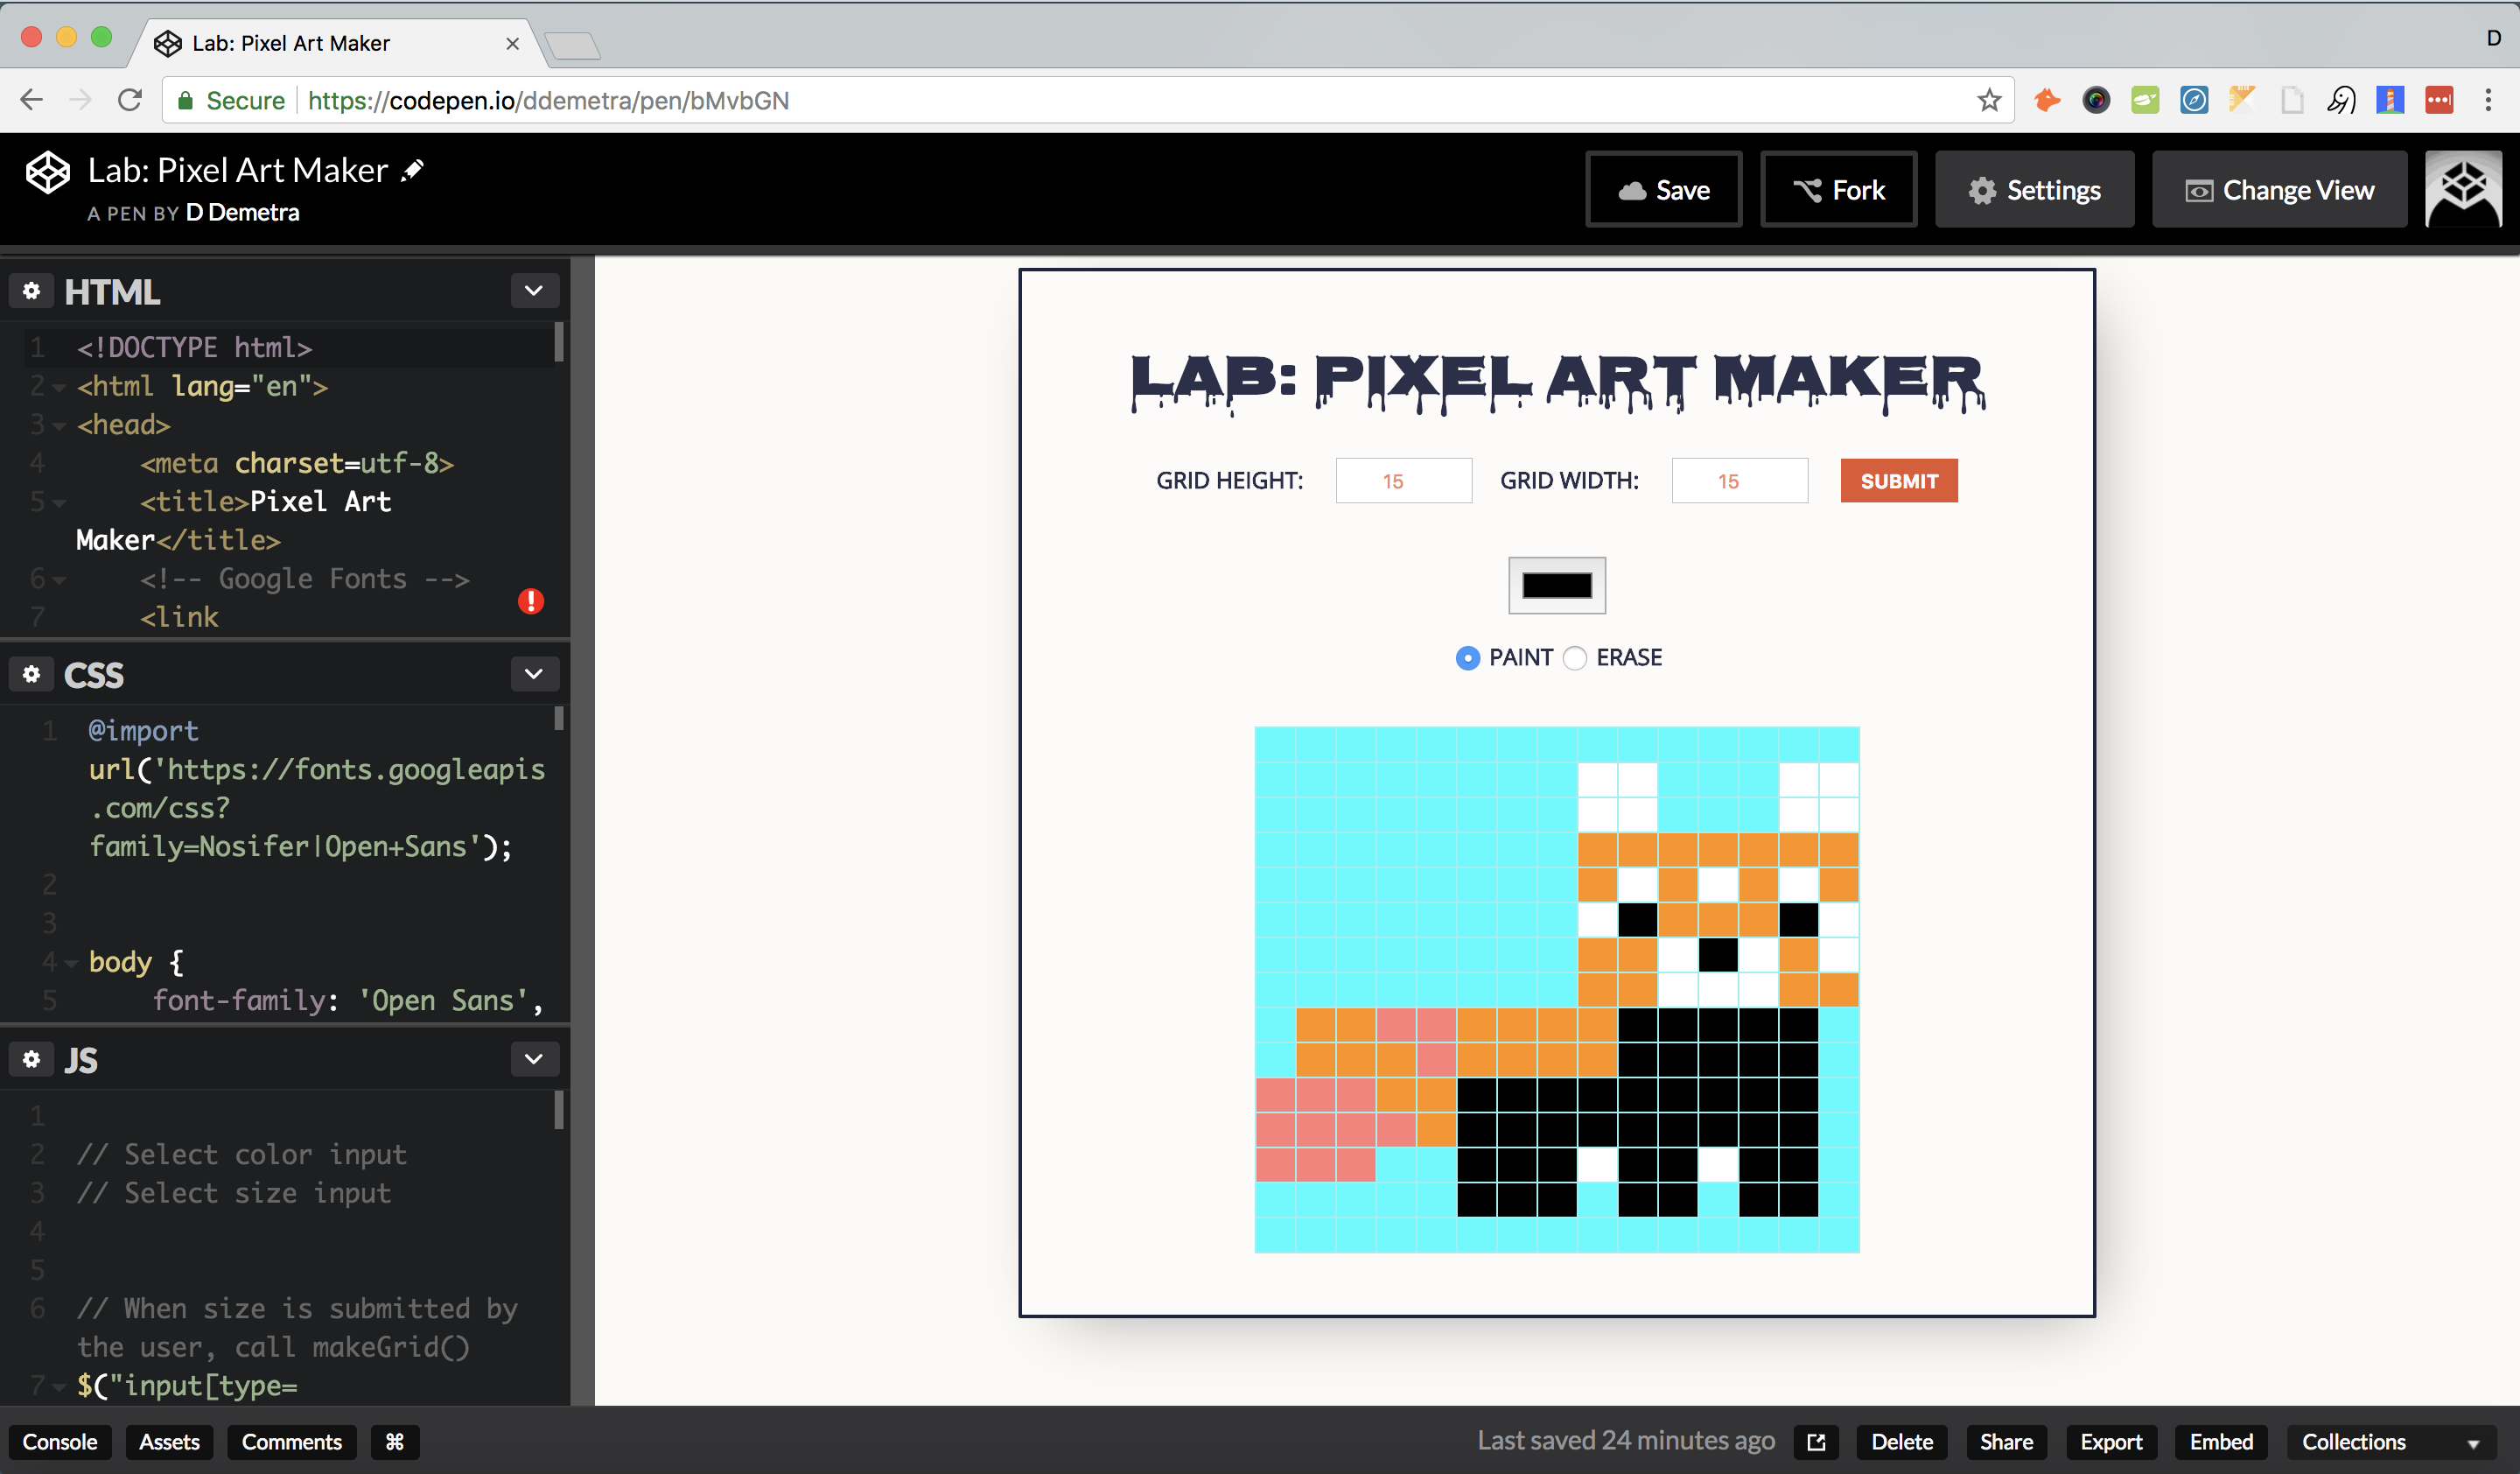 Lab: Pixel Art Maker
D
Secure https://codepen.io/ddemetra/pen/bMvbGN
Lab: Pixel Art Maker
A PEN BY D Demetra
Save
Fork
Settings
Change View
HTML
1 <!DOCTYPE html>
2 <html lang="en">
3 <head>
4 <meta charset=utf-8>
5 <title>Pixel Art
Maker</title>
6 <!-- Google Fonts -->
7 <link
CSS
1 @import
url('https://fonts.googleapis
.com/css?
family=Nosifer|Open+Sans');
2
3
4 body {
5 font-family: 'Open Sans',
JS
1
2 // Select color input
3 // Select size input
4
5
6 // When size is submitted by
the user, call makeGrid()
7 $("input[type=
LAB: PIXEL ART MAKER
GRID HEIGHT: 15 GRID WIDTH: 15 SUBMIT
PAINT ERASE
Console Assets Comments ⌘
Last saved 24 minutes ago
Delete Share Export Embed Collections